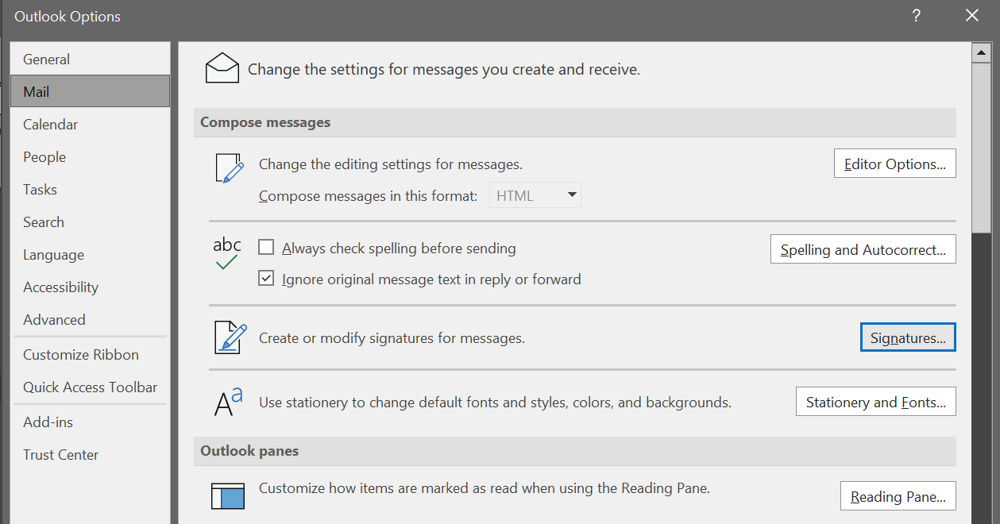 Outlook Options
?
General
Mail
Calendar
People
Tasks
Search
Language
Accessibility
Advanced
Customize Ribbon
Quick Access Toolbar
Add-ins
Trust Center
Change the settings for messages you create and receive.
Compose messages
Change the editing settings for messages.
Editor Options...
Compose messages in this format: HTML
abc
Always check spelling before sending
Spelling and Autocorrect...
Ignore original message text in reply or forward
Create or modify signatures for messages.
Signatures...
Aa
Use stationery to change default fonts and styles, colors, and backgrounds.
Stationery and Fonts...
Outlook panes
Customize how items are marked as read when using the Reading Pane.
Reading Pane...